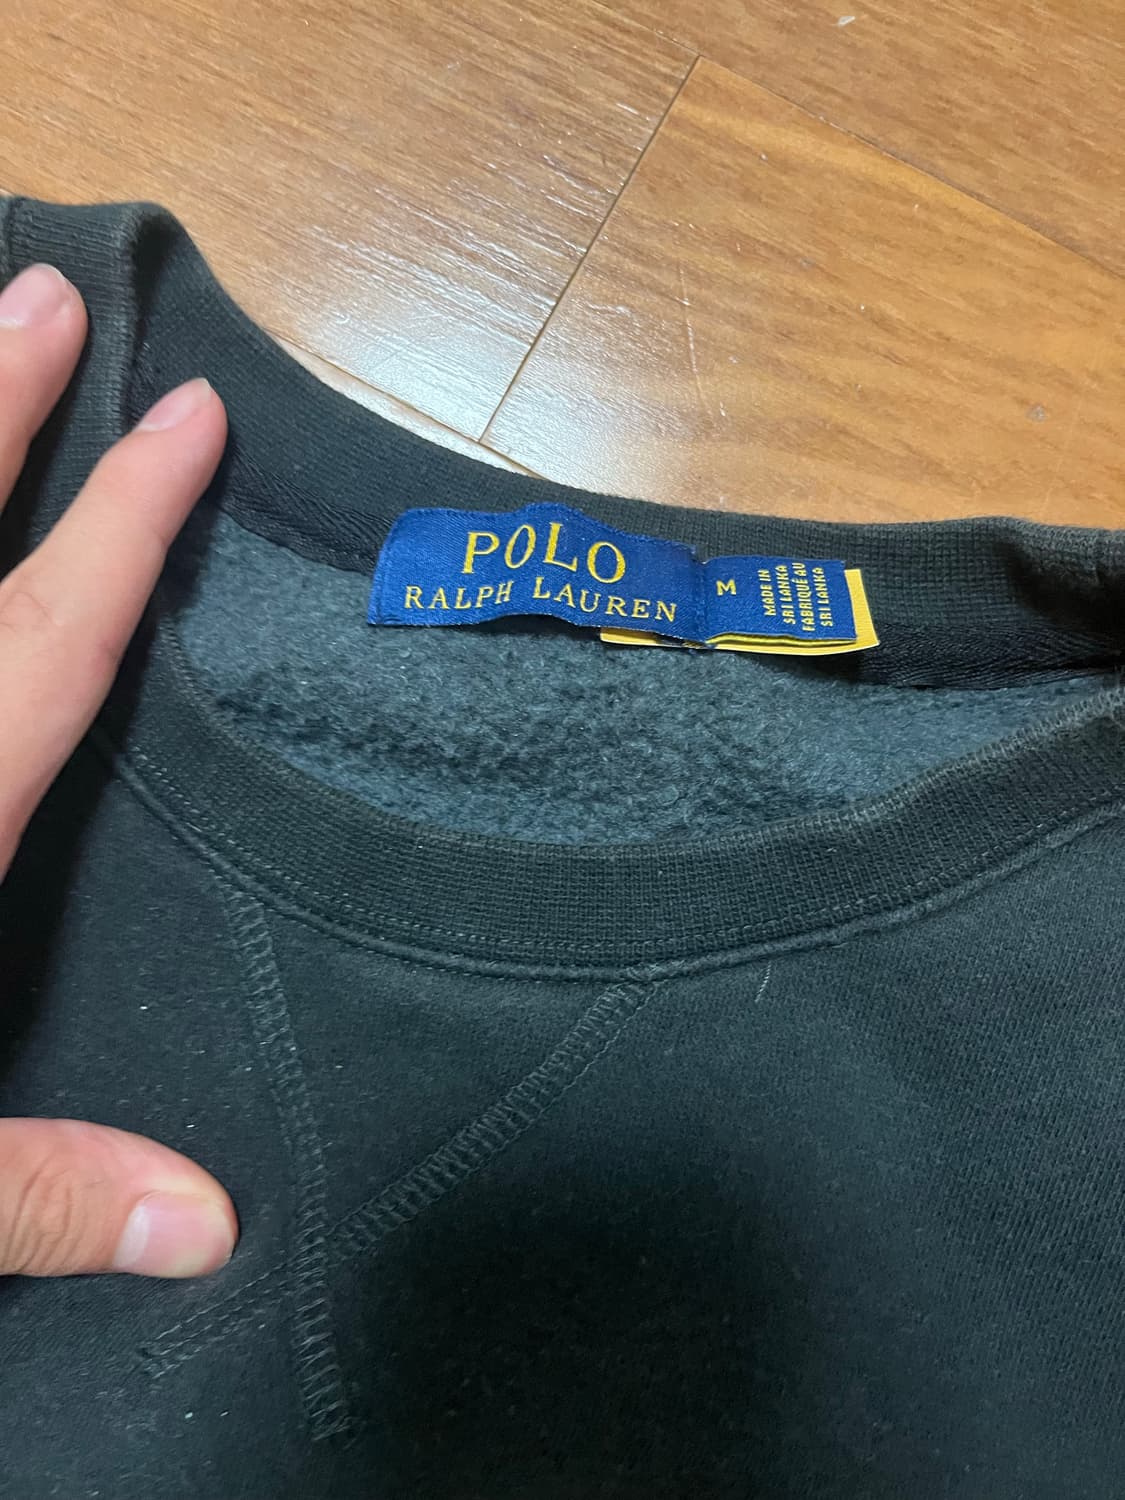 POLO
RALPH LAUREN
M
MADE IN
SRI LANKA
FABRIQUÉ AU
SRI LANKA